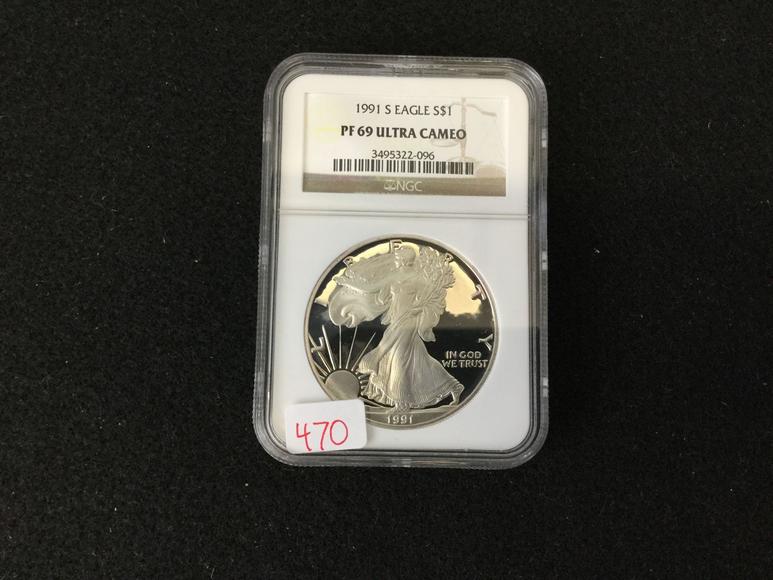 1991 S EAGLE S$1
PF 69 ULTRA CAMEO
3495322-096
NGC
LIBERTY
IN GOD
WE TRUST
1991
470